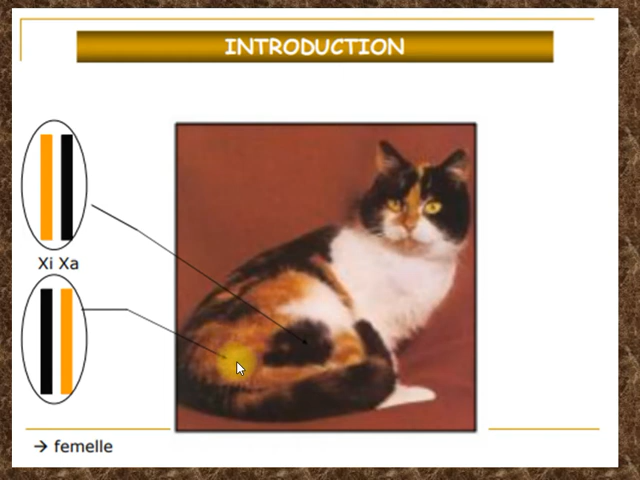 INTRODUCTION
Xi Xa
→ femelle